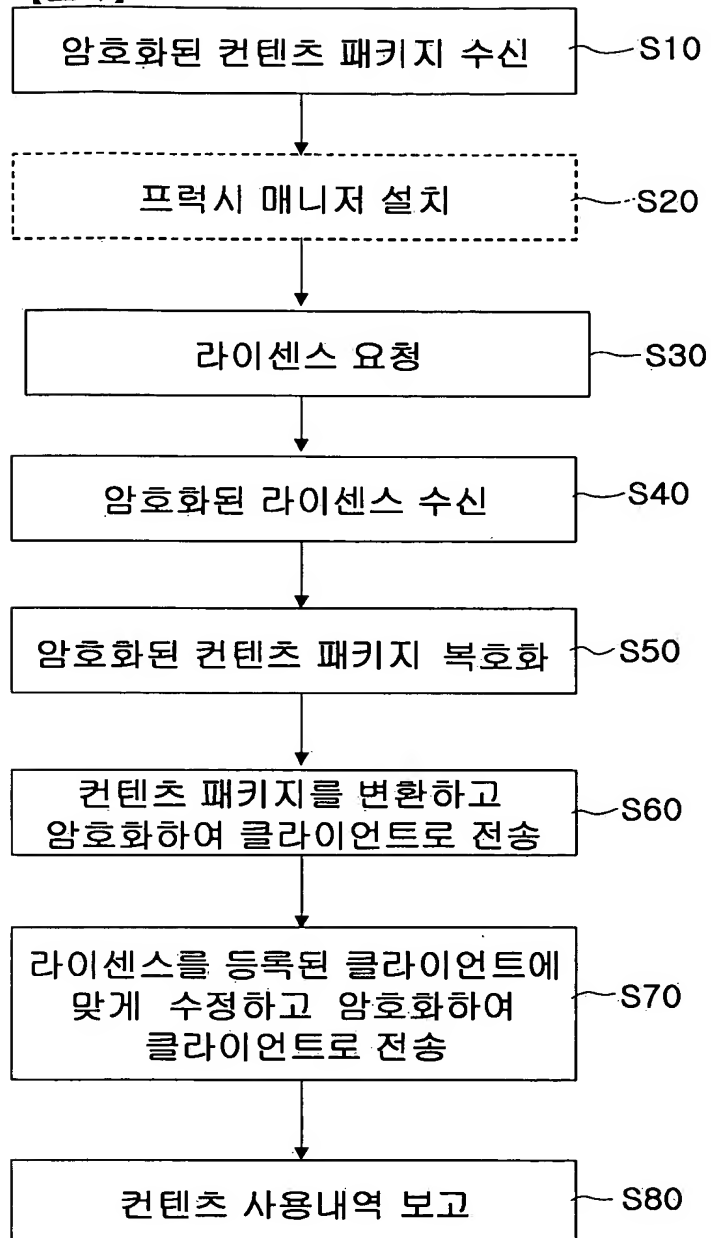 암호화된 컨텐츠 패키지 수신 S10
프럭시 매니저 설치 S20
라이센스 요청 S30
암호화된 라이센스 수신 S40
암호화된 컨텐츠 패키지 복호화 S50
컨텐츠 패키지를 변환하고
암호화하여 클라이언트로 전송 S60
라이센스를 등록된 클라이언트에
맞게 수정하고 암호화하여 S70
클라이언트로 전송
컨텐츠 사용내역 보고 S80